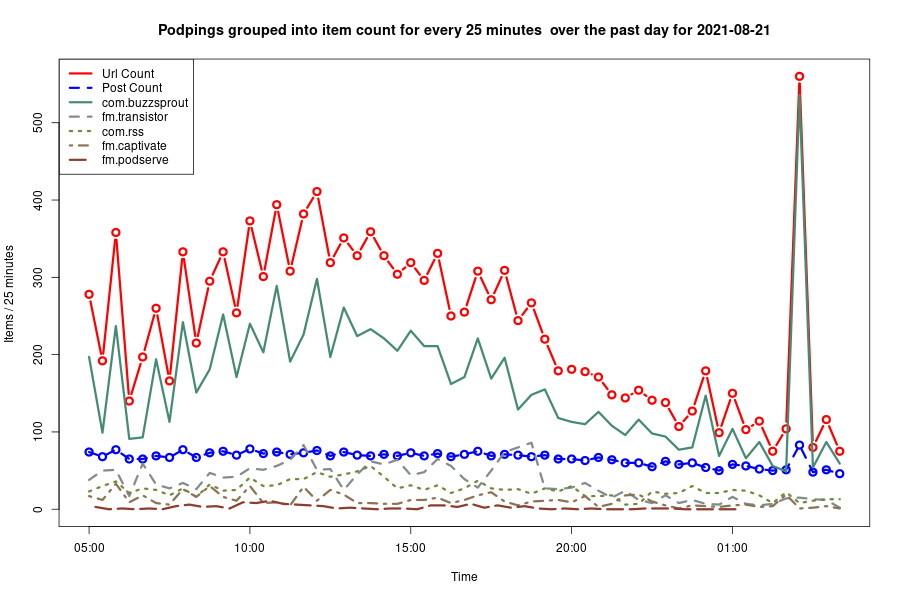 Podpings grouped into item count for every 25 minutes  over the past day for 2021-08-21
Url Count
Post Count
com.buzzsprout
fm.transistor
com.rss
fm.captivate
fm.podserve
Items / 25 minutes
500
400
300
200
100
0
05:00 10:00 15:00 20:00 01:00
Time